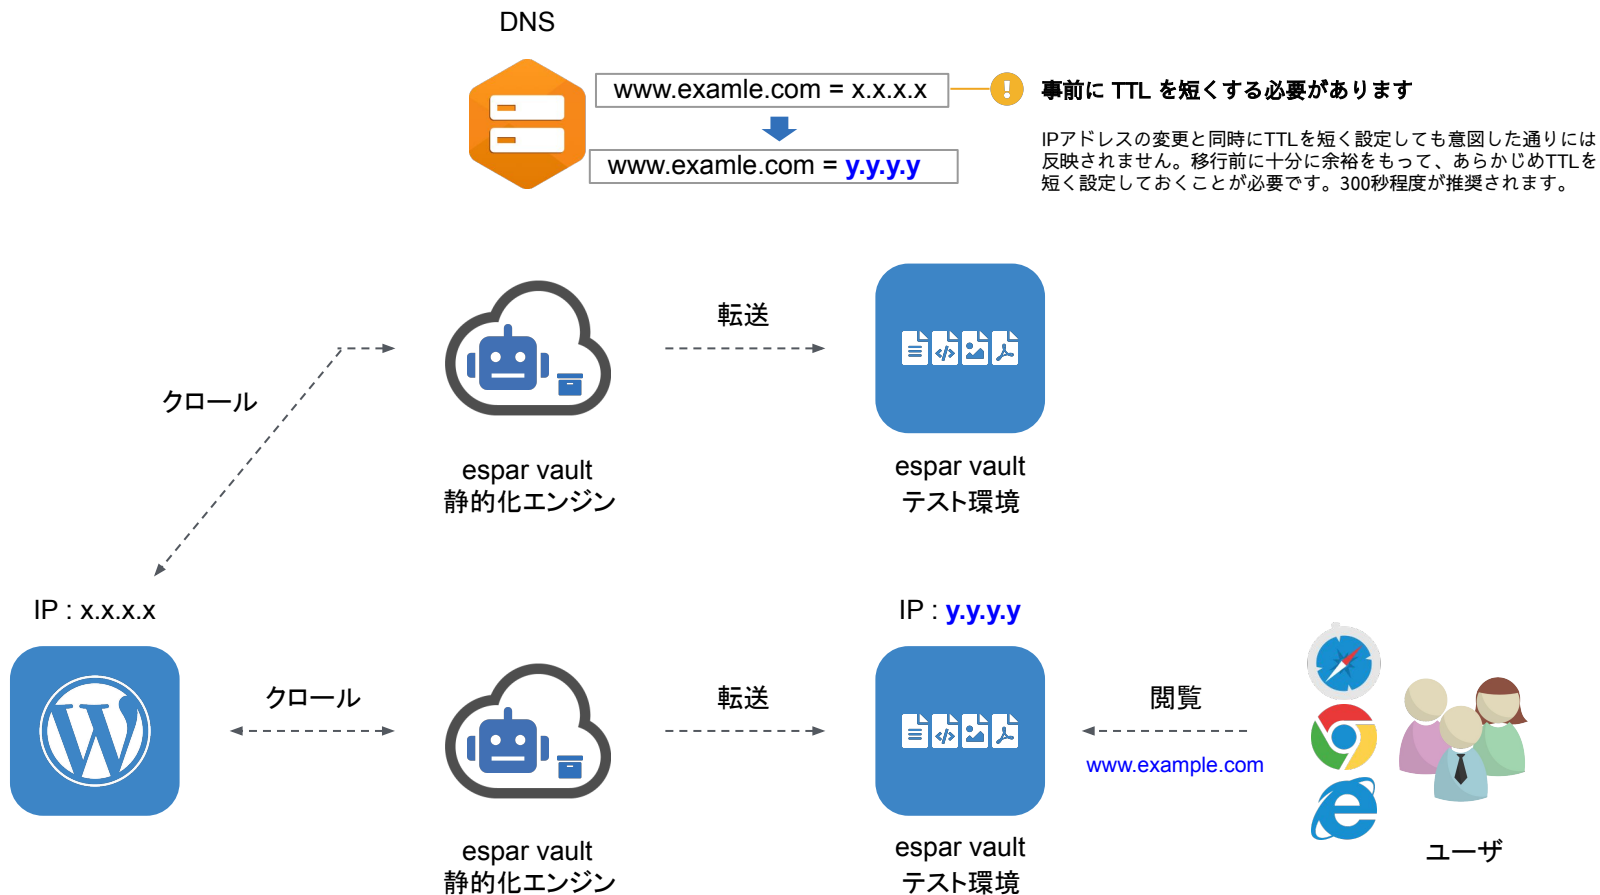 DNS
www.examle.com = x.x.x.x
事前に TTL を短くする必要があります
www.examle.com = y.y.y.y
IPアドレスの変更と同時にTTLを短く設定しても意図した通りには
反映されません。移行前に十分に余裕をもって、あらかじめTTLを
短く設定しておくことが必要です。300秒程度が推奨されます。
クロール
転送
espar vault
静的化エンジン
espar vault
テスト環境
IP : x.x.x.x
IP : y.y.y.y
クロール
転送
閲覧
www.example.com
espar vault
静的化エンジン
espar vault
テスト環境
ユーザ